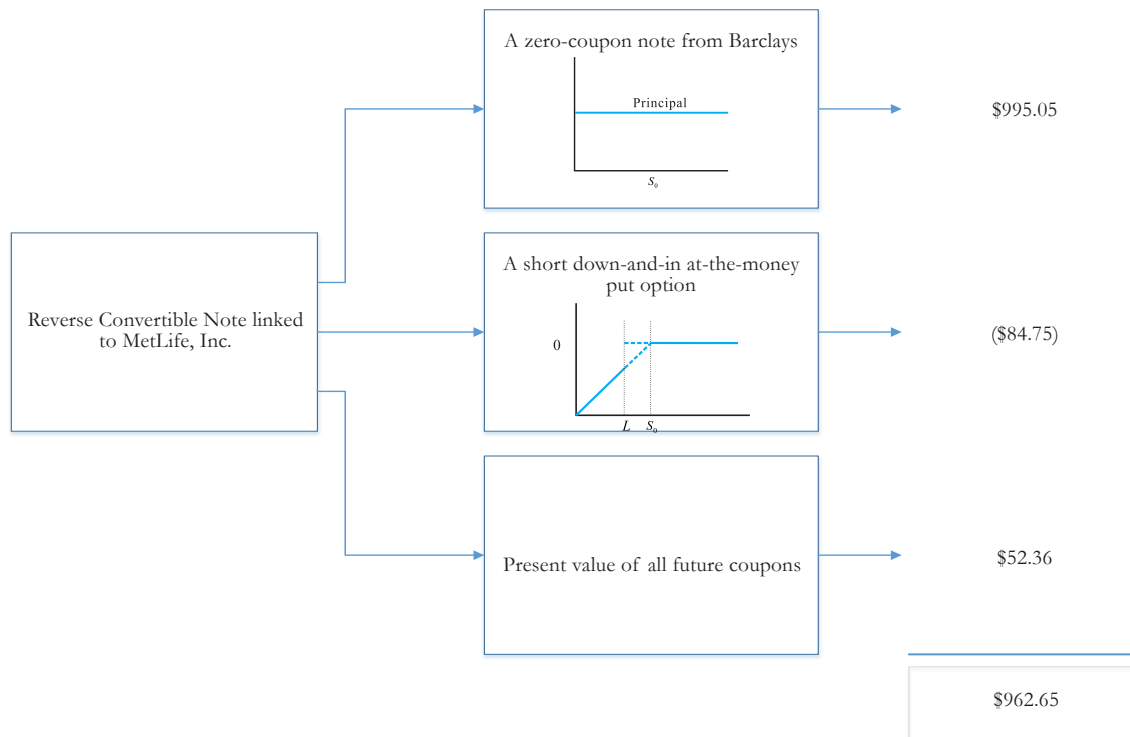 A zero-coupon note from Barclays
Principal
S₀
$995.05
Reverse Convertible Note linked
to MetLife, Inc.
A short down-and-in at-the-money
put option
0
L S₀
($84.75)
Present value of all future coupons
$52.36
$962.65